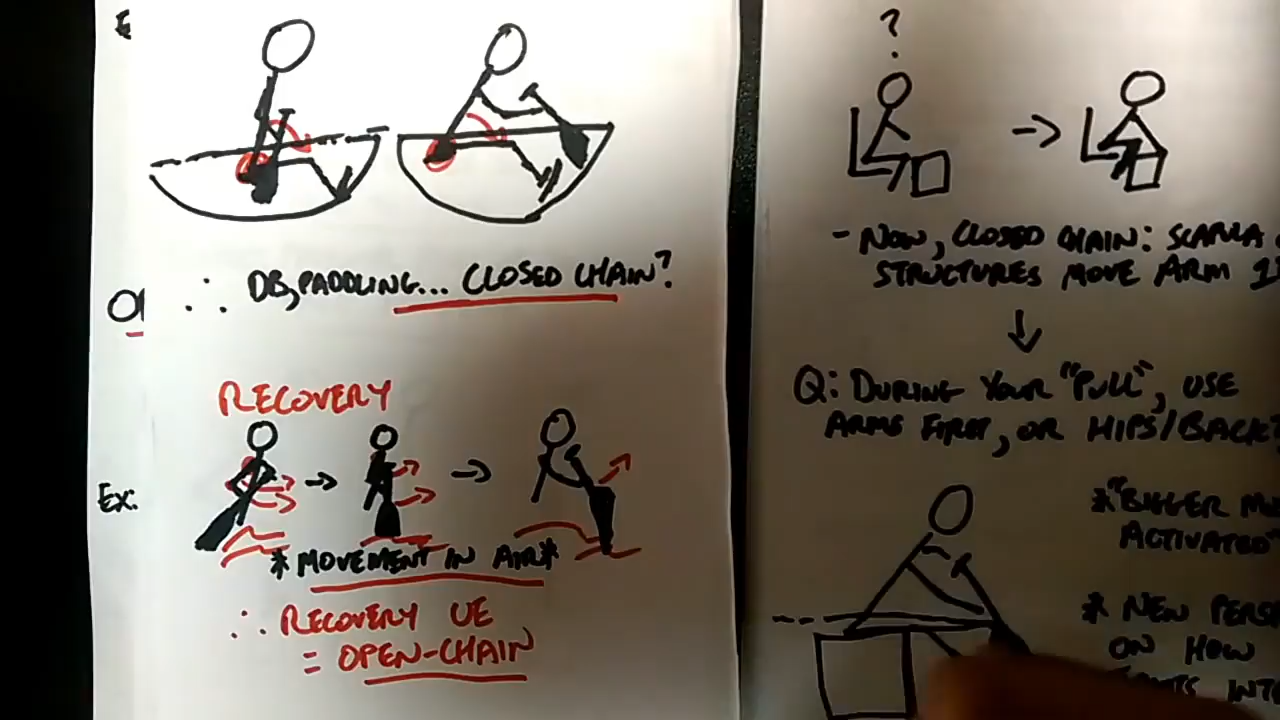 ∴ DB, PADDLING... CLOSED CHAIN?
RECOVERY
Ex:
*MOVEMENT IN AIR*
∴ RECOVERY UE
= OPEN-CHAIN
?
- NOW, CLOSED CHAIN:
STRUCTURES MOVE ARM
Q: DURING YOUR "PULL", USE
ARMS FIRST, OR HIPS/BACK?
* "BIGGER
ACTIVATED"
* NEW
ON HOW